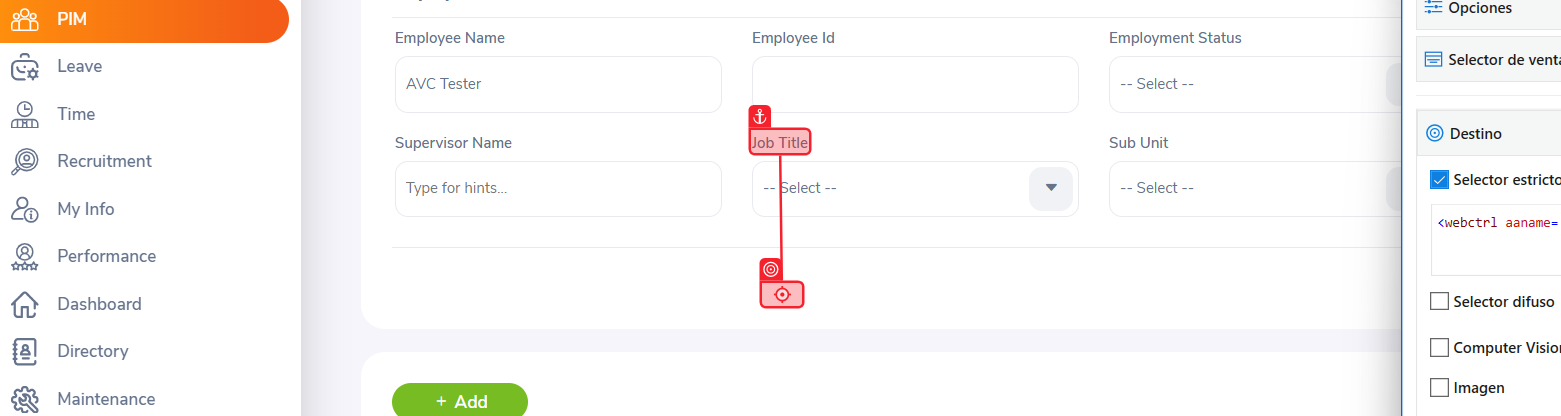 PIM
Leave
Time
Recruitment
My Info
Performance
Dashboard
Directory
Maintenance
Employee Name
AVC Tester
Employee Id
Employment Status
-- Select --
Supervisor Name
Type for hints...
Job Title
-- Select --
Sub Unit
-- Select --
+ Add
Opciones
Selector de venta
Destino
Selector estricto
<webctrl aaname=
Selector difuso
Computer Vision
Imagen